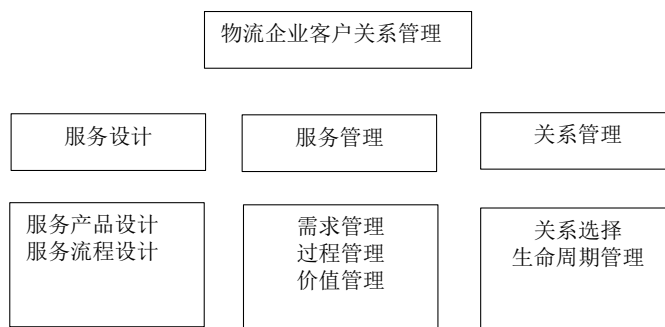 物流企业客户关系管理
服务设计
服务管理
关系管理
服务产品设计
服务流程设计
需求管理
过程管理
价值管理
关系选择
生命周期管理